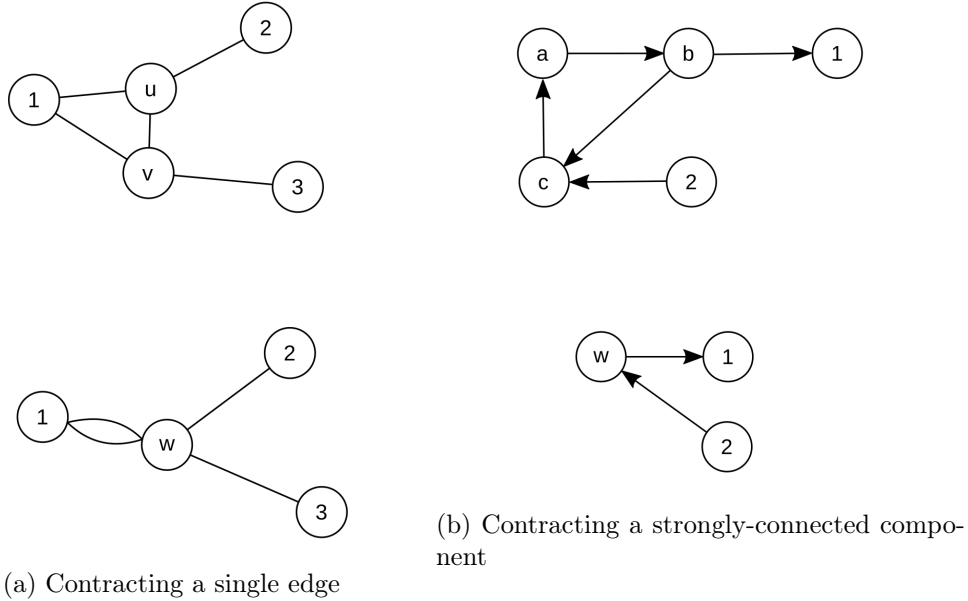 2
1
u
v
3
a
b
1
c
2
2
1
w
3
w
1
2
(a) Contracting a single edge
(b) Contracting a strongly-connected compo-
nent